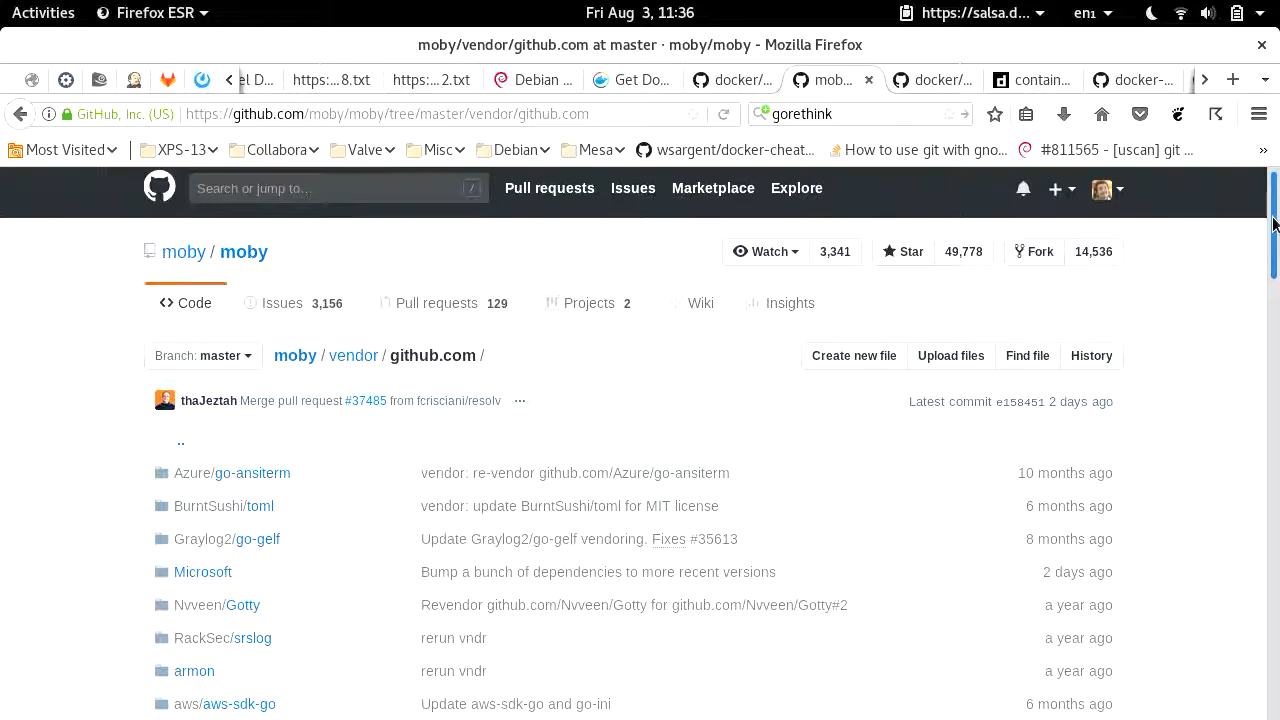 Activities Firefox ESR Fri Aug 3, 11:36 https://salsa.d... en₁
moby/vendor/github.com at master · moby/moby - Mozilla Firefox ×
el D... https:...8.txt https:...2.txt Debian ... Get Do... docker/... mob... × docker/... contain... docker-...
GitHub, Inc. (US) https://github.com/moby/moby/tree/master/vendor/github.com gorethink
Most Visited XPS-13 Collabora Valve Misc Debian Mesa wsargent/docker-cheat... How to use git with gno... #811565 - [uscan] git ... »
Search or jump to... / Pull requests Issues Marketplace Explore
moby / moby Watch 3,341 Star 49,778 Fork 14,536
Code Issues 3,156 Pull requests 129 Projects 2 Wiki Insights
Branch: master moby / vendor / github.com / Create new file Upload files Find file History
thaJeztah Merge pull request #37485 from fcrisciani/resolv ... Latest commit e158451 2 days ago
..
Azure/go-ansiterm vendor: re-vendor github.com/Azure/go-ansiterm 10 months ago
BurntSushi/toml vendor: update BurntSushi/toml for MIT license 6 months ago
Graylog2/go-gelf Update Graylog2/go-gelf vendoring. Fixes #35613 8 months ago
Microsoft Bump a bunch of dependencies to more recent versions 2 days ago
Nvveen/Gotty Revendor github.com/Nvveen/Gotty for github.com/Nvveen/Gotty#2 a year ago
RackSec/srslog rerun vndr a year ago
armon rerun vndr a year ago
aws/aws-sdk-go Update aws-sdk-go and go-ini 6 months ago